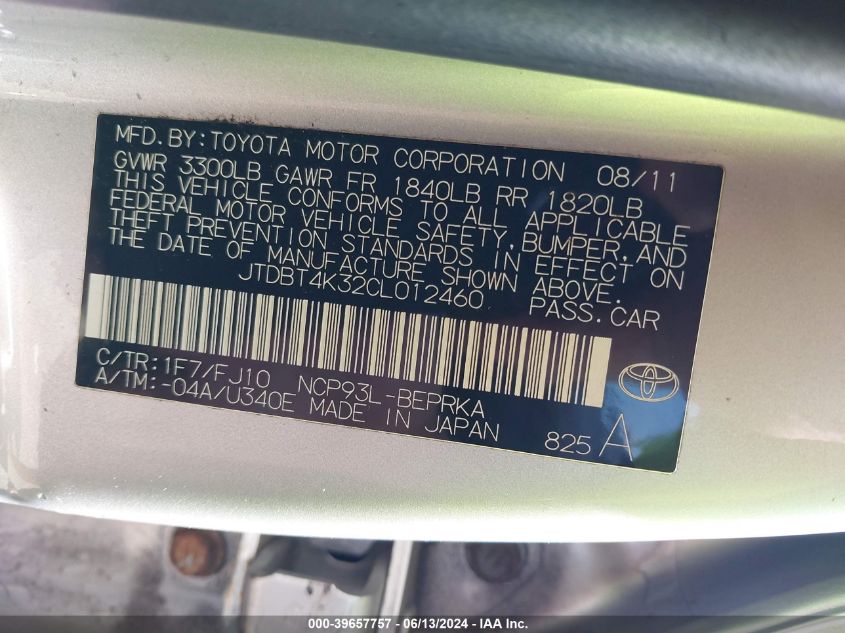 MFD.BY:TOYOTA MOTOR CORPORATION 08/11
GVWR 3300LB GAWR FR 1840LB RR 1820LB
THIS VEHICLE CONFORMS TO ALL APPLICABLE
FEDERAL MOTOR VEHICLE SAFETY,BUMPER,AND
THEFT PREVENTION STANDARDS IN EFFECT ON
THE DATE OF MANUFACTURE SHOWN ABOVE.
JTDBT4K32CL012460 PASS.CAR
C/TR:1F7/FJ10 NCP93L-BEPRKA
A/TM:-04A/U340E MADE IN JAPAN 825 A
000-39657757 - 06/13/2024 - IAA Inc.